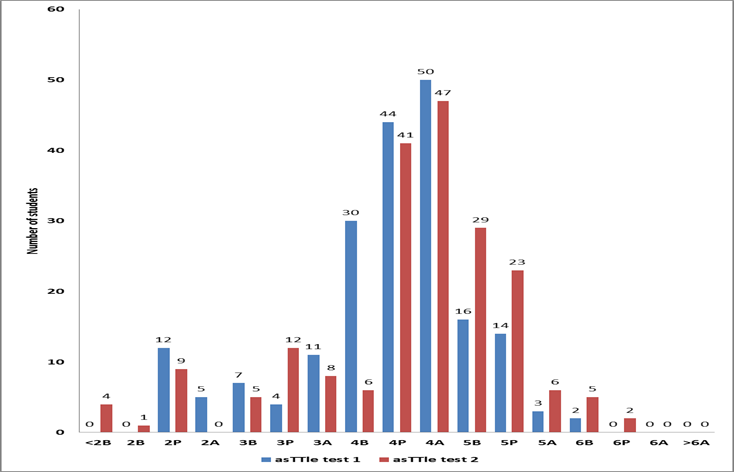 60
50
40
30
20
10
0
Number of students
0 4 0 1 12 9 5 0 7 5 4 12 11 8 30 6 44 41 50 47 16 29 14 23 3 6 2 5 0 2 0 0 0 0
<2B 2B 2P 2A 3B 3P 3A 4B 4P 4A 5B 5P 5A 6B 6P 6A >6A
asTTle test 1 asTTle test 2